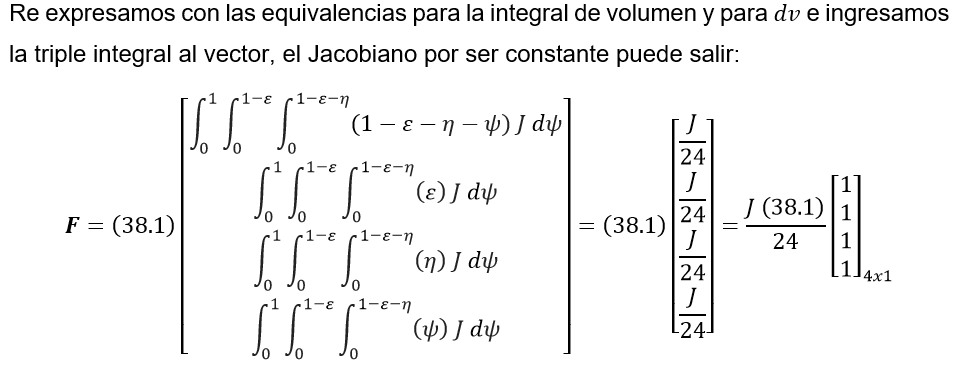 Re expresamos con las equivalencias para la integral de volumen y para dv e ingresamos
la triple integral al vector, el Jacobiano por ser constante puede salir:
F = (38.1) [ ∫₀¹ ∫₀^{1−ε} ∫₀^{1−ε−η} (1 − ε − η − ψ) J dψ
∫₀¹ ∫₀^{1−ε} ∫₀^{1−ε−η} (ε) J dψ
∫₀¹ ∫₀^{1−ε} ∫₀^{1−ε−η} (η) J dψ
∫₀¹ ∫₀^{1−ε} ∫₀^{1−ε−η} (ψ) J dψ ] = (38.1) [ J/24 J/24 J/24 J/24 ] = J (38.1)/24 [ 1 1 1 1 ]₄ₓ₁